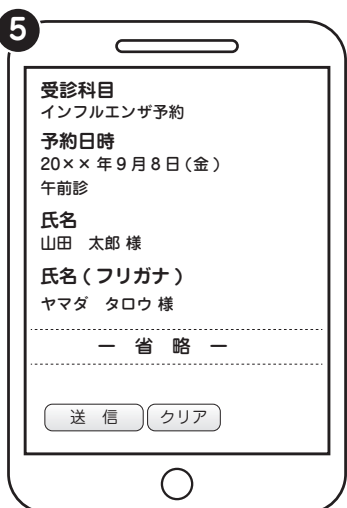 5
受診科目
インフルエンザ予約
予約日時
20××年9月8日(金)
午前診
氏名
山田　太郎 様
氏名(フリガナ)
ヤマダ　タロウ 様
ー 省 略 ー
送 信 クリア